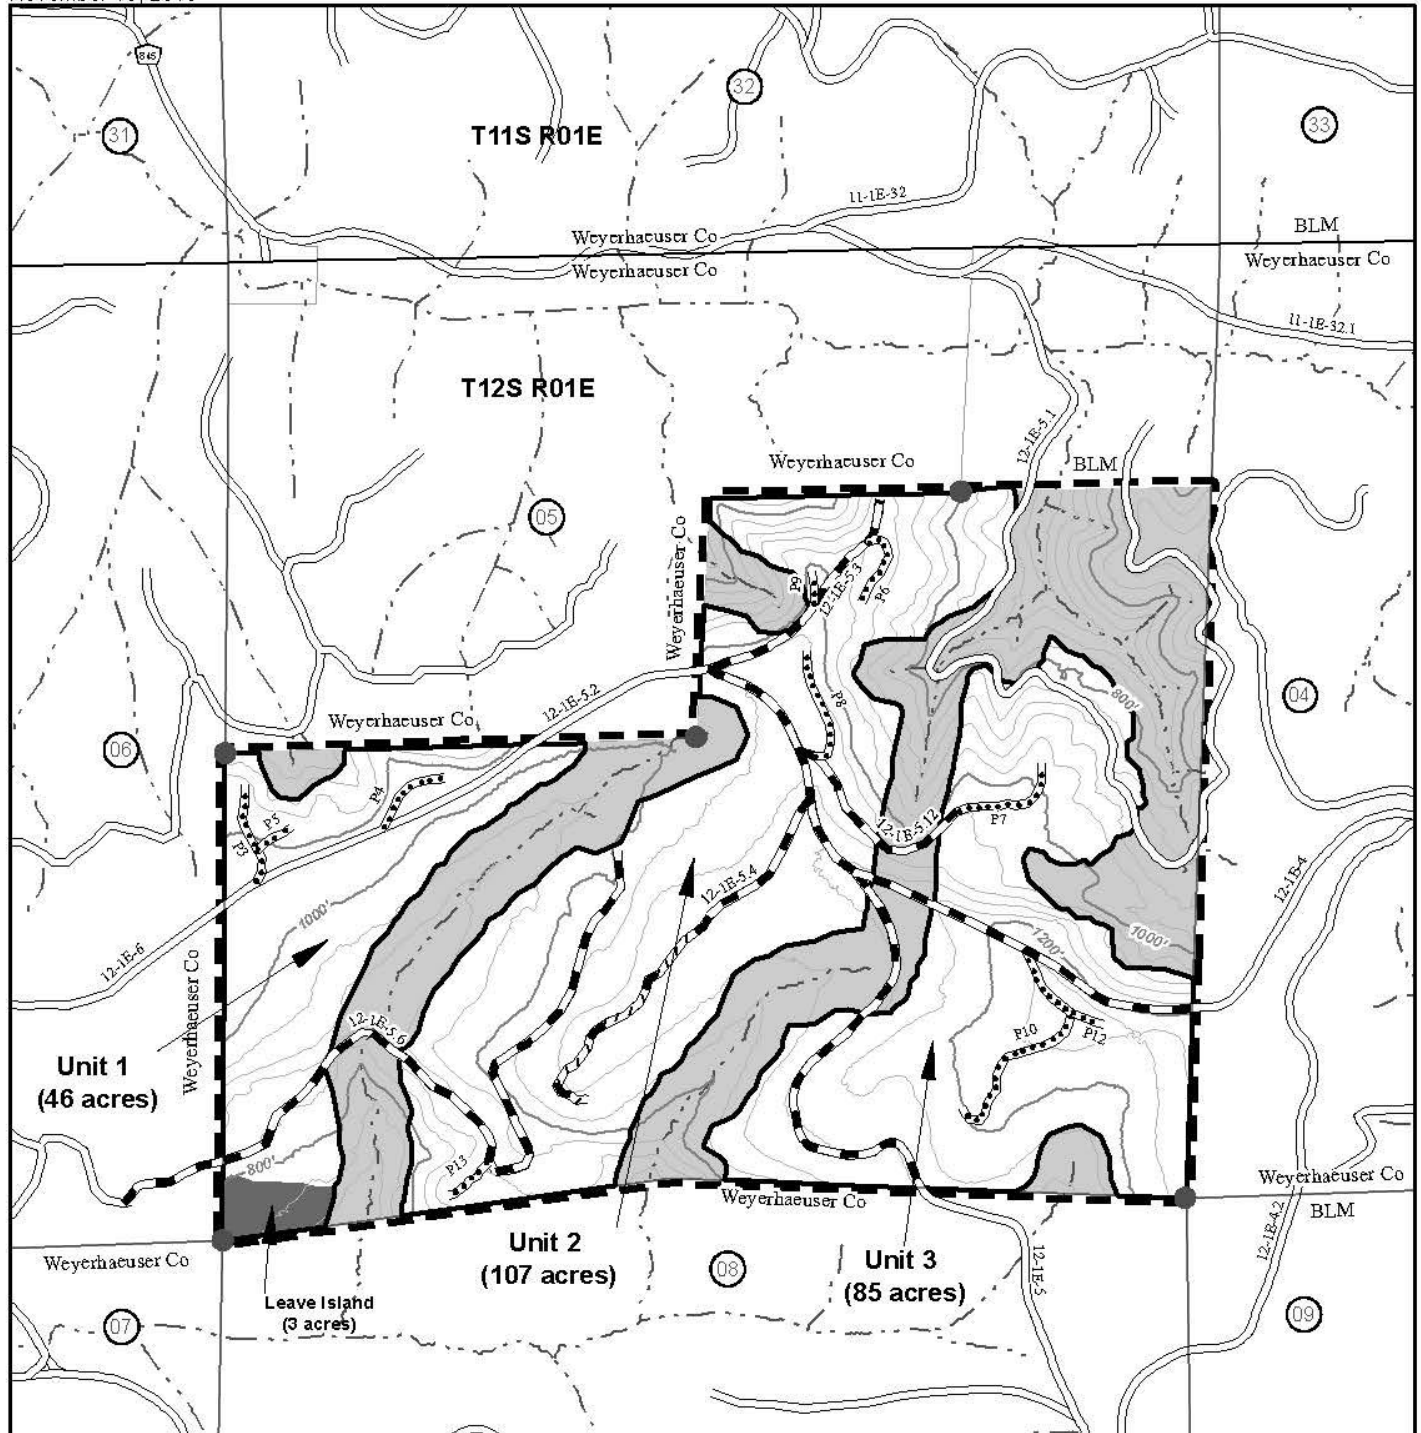 845
31
32
33
T11S R01E
11-1E-32
Weyerhaeuser Co
BLM
Weyerhaeuser Co
Weyerhaeuser Co
11-1E-32.1
T12S R01E
12-1E-5.1
Weyerhaeuser Co
BLM
05
Weyerhaeuser Co
P9
12-1E-5.3
P6
12-1E-5.2
P8
800'
04
06
Weyerhaeuser Co
P4
P5
P3
12-1E-5.12
P7
12-1E-5.4
12-1E-4
1000'
12-1E-6
1200'
1000'
Weyerhaeuser Co
12-1E-5.6
P10
P12
Unit 1
(46 acres)
800'
P13
Weyerhaeuser Co
Weyerhaeuser Co
BLM
12-1E-4.2
Weyerhaeuser Co
Unit 2
(107 acres)
08
Unit 3
(85 acres)
12-1E-5
Leave Island
(3 acres)
07
09